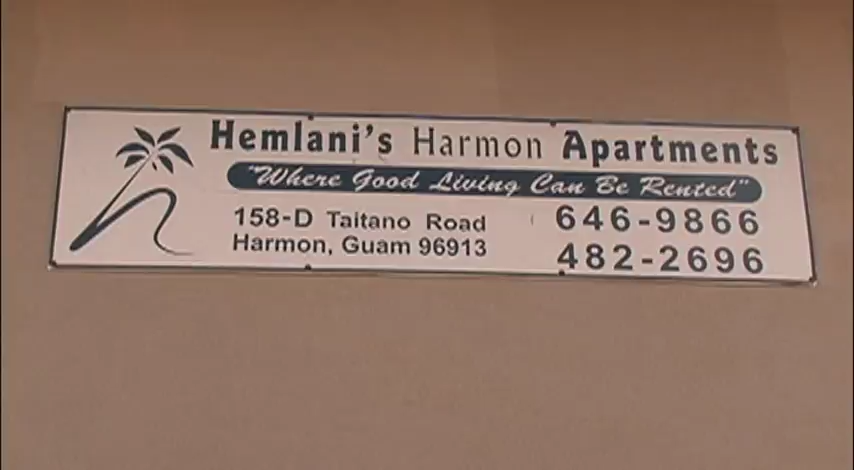 Hemlani's Harmon Apartments
"Where Good Living Can Be Rented"
158-D Taitano Road
Harmon, Guam 96913
646-9866
482-2696